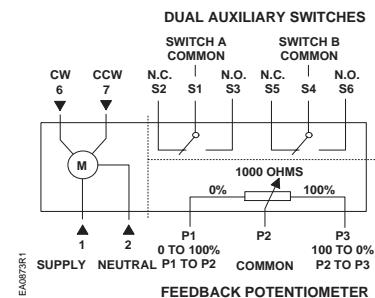 DUAL AUXILIARY SWITCHES
SWITCH A SWITCH B
COMMON COMMON
CW CCW N.C. N.O. N.C. N.O.
6 7 S2 S1 S3 S5 S4 S6
M
1000 OHMS
0% 100%
1 2 P1 P2 P3
0 TO 100% 100 TO 0%
SUPPLY NEUTRAL P1 TO P2 COMMON P2 TO P3
FEEDBACK POTENTIOMETER
EA0873R1